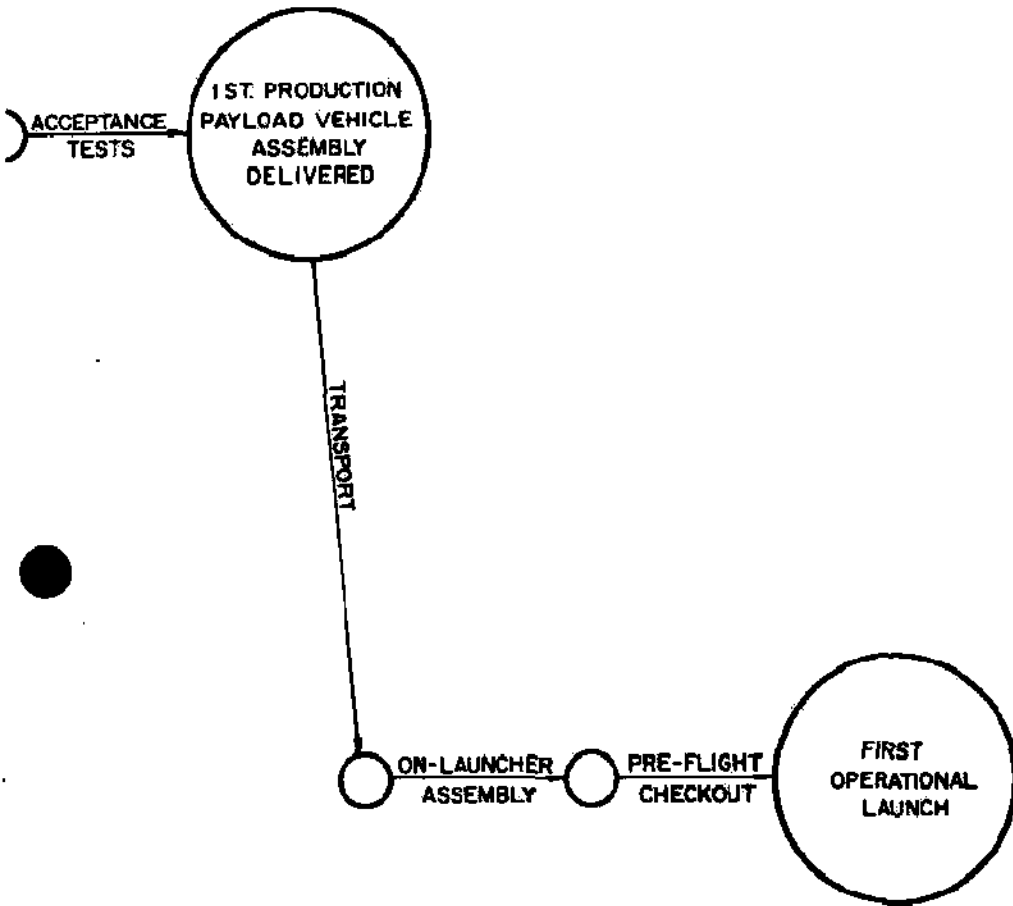 1ST. PRODUCTION
PAYLOAD VEHICLE
ASSEMBLY
DELIVERED
ACCEPTANCE
TESTS
TRANSPORT
ON-LAUNCHER
ASSEMBLY
PRE-FLIGHT
CHECKOUT
FIRST
OPERATIONAL
LAUNCH